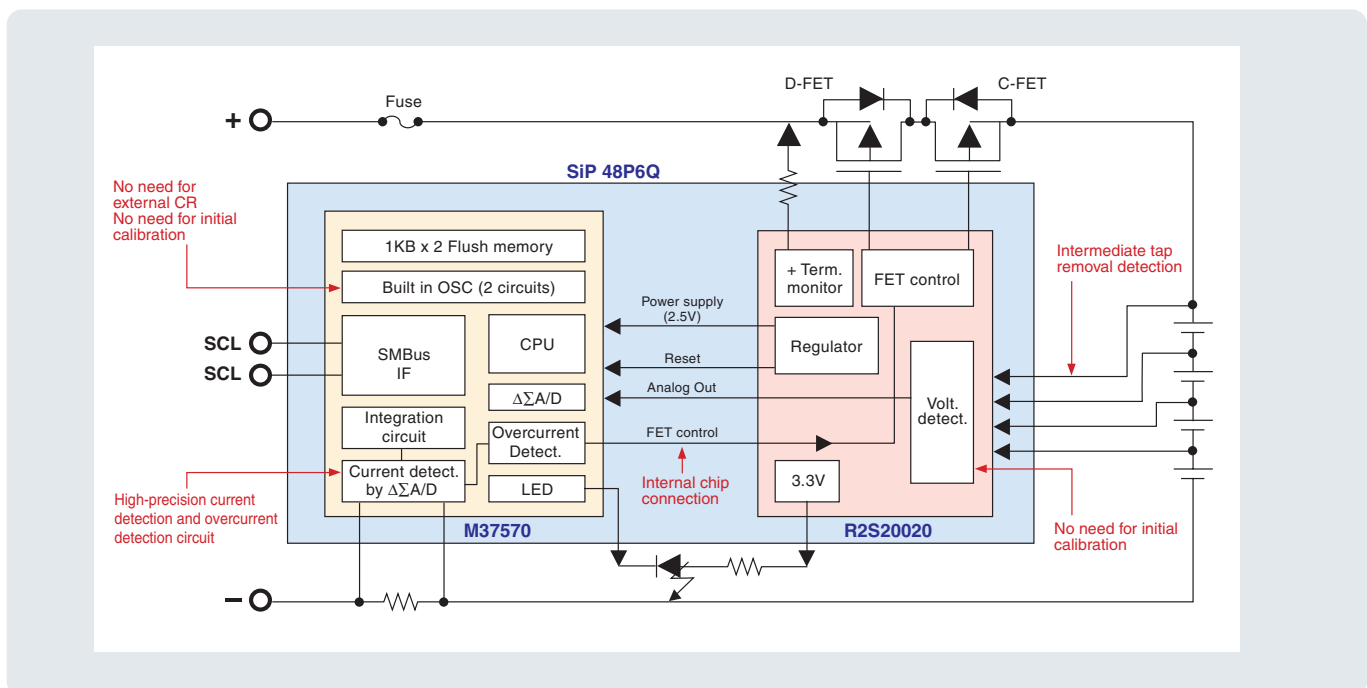 D-FET
C-FET
Fuse
+
SiP 48P6Q
No need for
external CR
No need for initial
calibration
1KB x 2 Flush memory
Built in OSC (2 circuits)
+ Term.
monitor
FET control
Intermediate tap
removal detection
Power supply
(2.5V)
SCL
SCL
SMBus
IF
CPU
Regulator
Reset
Analog Out
ΔΣA/D
Volt.
detect.
Integration
circuit
Overcurrent
Detect.
FET control
Current detect.
by ΔΣA/D
LED
Internal chip
connection
3.3V
High-precision current
detection and overcurrent
detection circuit
M37570
R2S20020
No need for initial
calibration
−